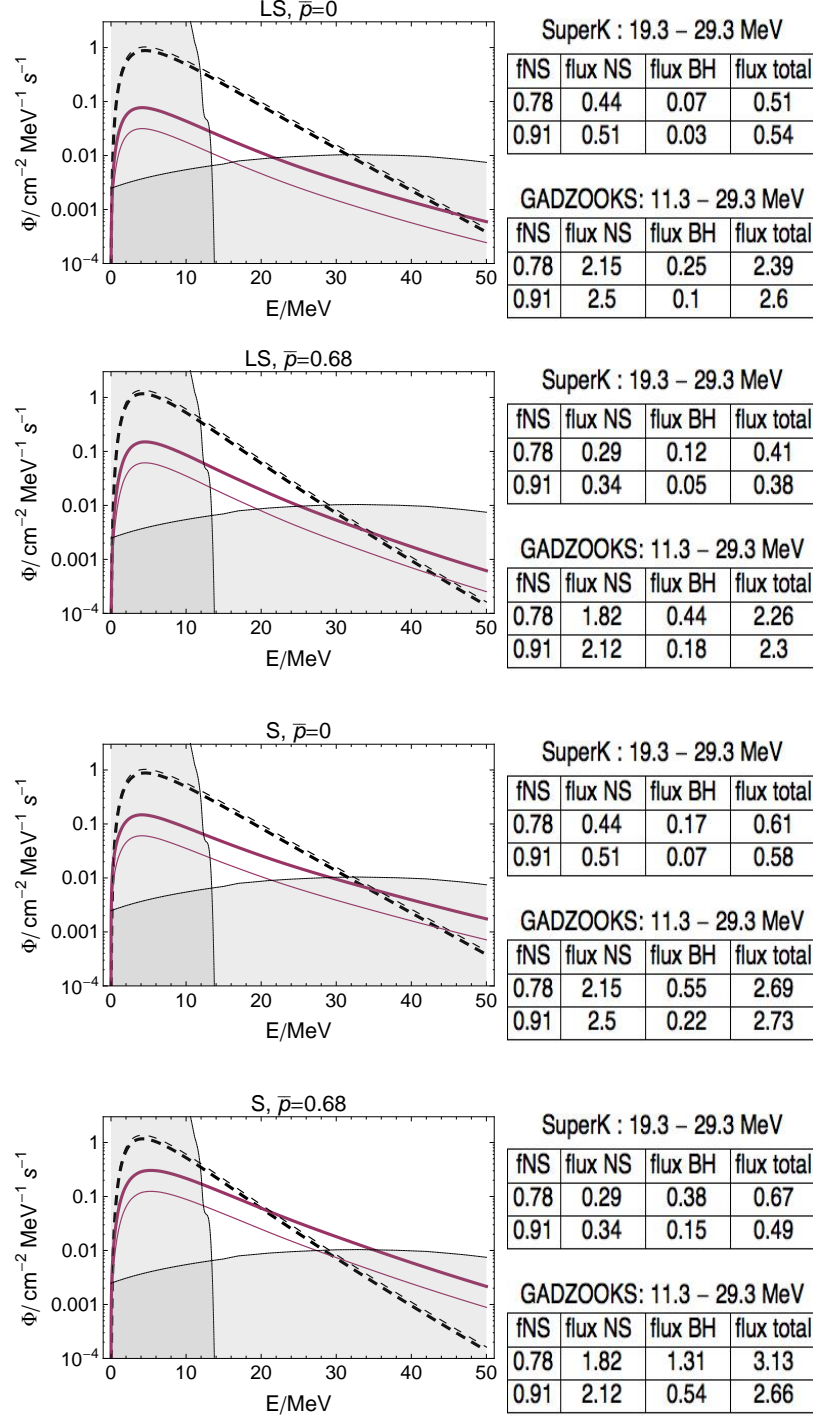 LS, p̅=0
Φ/ cm⁻² MeV⁻¹ s⁻¹
1
0.1
0.01
0.001
10⁻⁴
0 10 20 30 40 50
E/MeV
SuperK : 19.3 – 29.3 MeV
fNS flux NS flux BH flux total
0.78 0.44 0.07 0.51
0.91 0.51 0.03 0.54
GADZOOKS: 11.3 – 29.3 MeV
fNS flux NS flux BH flux total
0.78 2.15 0.25 2.39
0.91 2.5 0.1 2.6
LS, p̅=0.68
Φ/ cm⁻² MeV⁻¹ s⁻¹
1
0.1
0.01
0.001
10⁻⁴
0 10 20 30 40 50
E/MeV
SuperK : 19.3 – 29.3 MeV
fNS flux NS flux BH flux total
0.78 0.29 0.12 0.41
0.91 0.34 0.05 0.38
GADZOOKS: 11.3 – 29.3 MeV
fNS flux NS flux BH flux total
0.78 1.82 0.44 2.26
0.91 2.12 0.18 2.3
S, p̅=0
Φ/ cm⁻² MeV⁻¹ s⁻¹
1
0.1
0.01
0.001
10⁻⁴
0 10 20 30 40 50
E/MeV
SuperK : 19.3 – 29.3 MeV
fNS flux NS flux BH flux total
0.78 0.44 0.17 0.61
0.91 0.51 0.07 0.58
GADZOOKS: 11.3 – 29.3 MeV
fNS flux NS flux BH flux total
0.78 2.15 0.55 2.69
0.91 2.5 0.22 2.73
S, p̅=0.68
Φ/ cm⁻² MeV⁻¹ s⁻¹
1
0.1
0.01
0.001
10⁻⁴
0 10 20 30 40 50
E/MeV
SuperK : 19.3 – 29.3 MeV
fNS flux NS flux BH flux total
0.78 0.29 0.38 0.67
0.91 0.34 0.15 0.49
GADZOOKS: 11.3 – 29.3 MeV
fNS flux NS flux BH flux total
0.78 1.82 1.31 3.13
0.91 2.12 0.54 2.66